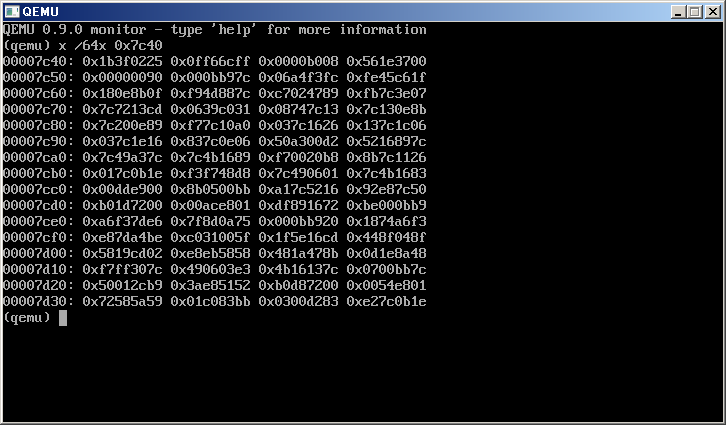 QEMU
QEMU 0.9.0 monitor - type 'help' for more information
(qemu) x /64x 0x7c40
00007c40: 0x1b3f0225 0x0ff66cff 0x0000b008 0x561e3700
00007c50: 0x00000090 0x000bb97c 0x06a4f3fc 0xfe45c61f
00007c60: 0x180e8b0f 0xf94d887c 0xc7024789 0xfb7c3e07
00007c70: 0x7c7213cd 0x0639c031 0x08747c13 0x7c130e8b
00007c80: 0x7c200e89 0xf77c10a0 0x037c1626 0x137c1c06
00007c90: 0x037c1e16 0x837c0e06 0x50a300d2 0x5216897c
00007ca0: 0x7c49a37c 0x7c4b1689 0xf70020b8 0x8b7c1126
00007cb0: 0x017c0b1e 0xf3f748d8 0x7c490601 0x7c4b1683
00007cc0: 0x00dde900 0x8b0500bb 0xa17c5216 0x92e87c50
00007cd0: 0xb01d7200 0x00ace801 0xdf891672 0xbe000bb9
00007ce0: 0xa6f37de6 0x7f8d0a75 0x000bb920 0x1874a6f3
00007cf0: 0xe87da4be 0xc031005f 0x1f5e16cd 0x448f048f
00007d00: 0x5819cd02 0xe8eb5858 0x481a478b 0x0d1e8a48
00007d10: 0xf7ff307c 0x490603e3 0x4b16137c 0x0700bb7c
00007d20: 0x50012cb9 0x3ae85152 0xb0d87200 0x0054e801
00007d30: 0x72585a59 0x01c083bb 0x0300d283 0xe27c0b1e
(qemu)